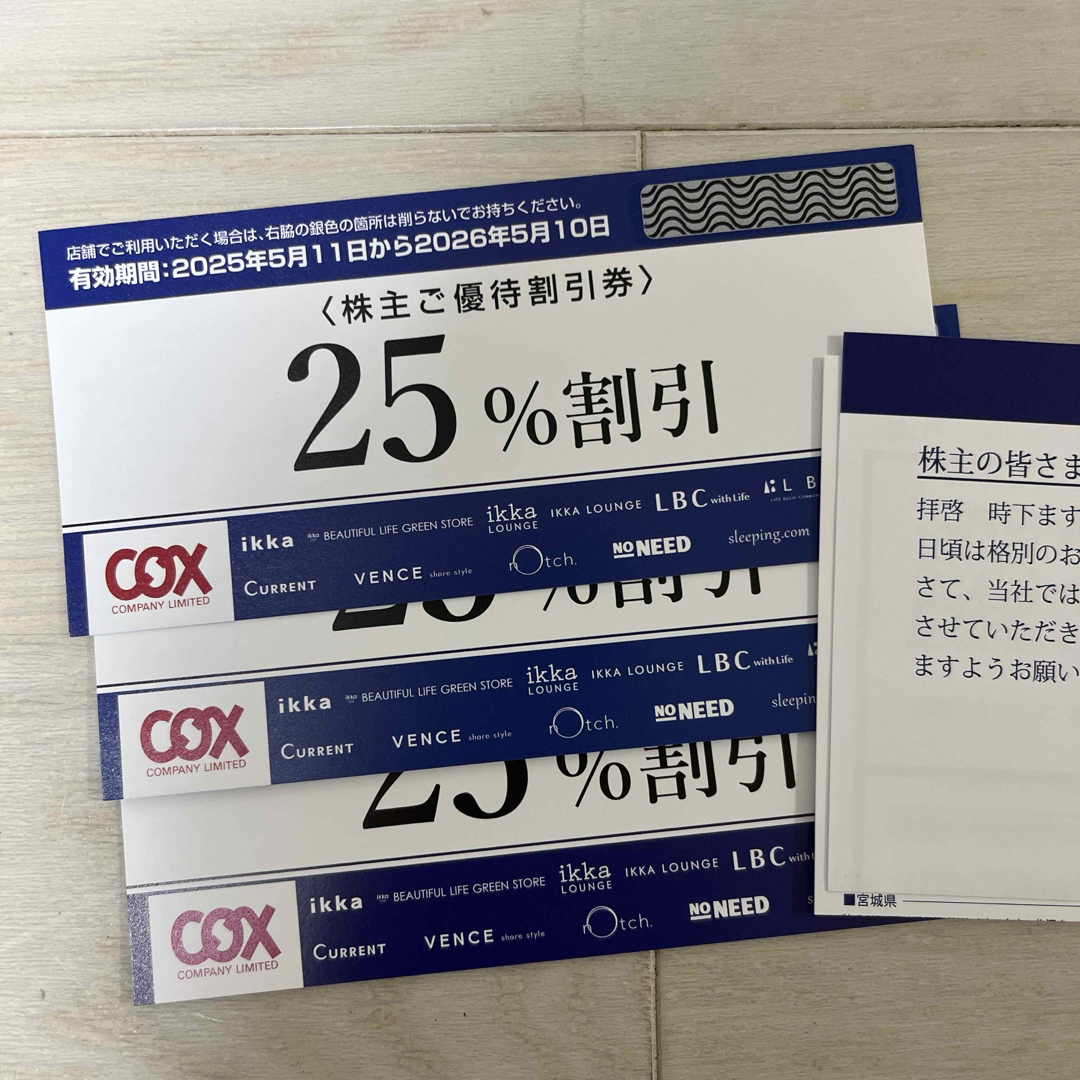 店舗でご利用いただく場合は、右脇の銀色の箇所は削らないでお持ちください。
有効期間:2025年5月11日から2026年5月10日
〈株主ご優待割引券〉
25%割引
COX
COMPANY LIMITED
ikka
ikka BEAUTIFUL LIFE GREEN STORE
ikka LOUNGE
IKKA LOUNGE
LBC with Life
L B
CURRENT
VENCE share style
nOtch.
NO NEED
sleeping.com
25%割引
COX
COMPANY LIMITED
ikka
ikka BEAUTIFUL LIFE GREEN STORE
ikka LOUNGE
IKKA LOUNGE
LBC with Life
CURRENT
VENCE share style
nOtch.
NO NEED
sleepin
25%割引
COX
COMPANY LIMITED
ikka
ikka BEAUTIFUL LIFE GREEN STORE
ikka LOUNGE
IKKA LOUNGE
LBC with
CURRENT
VENCE share style
nOtch.
NO NEED
s
株主の皆さま
拝啓 時下ます
日頃は格別のお
さて、当社では
させていただき
ますようお願い
■宮城県